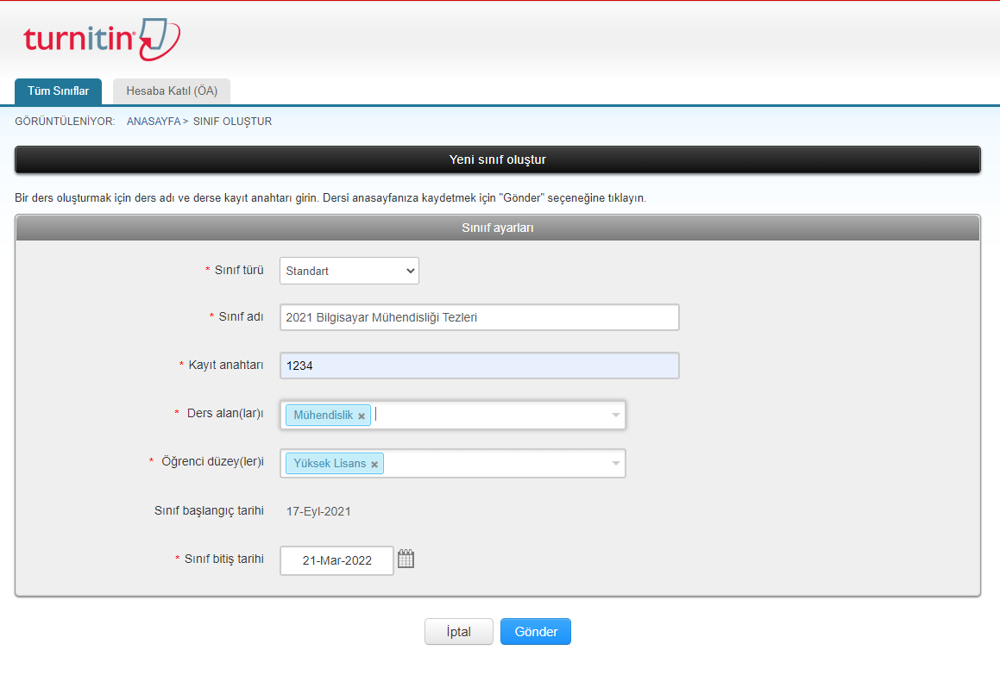 turnitin
Tüm Sınıflar Hesaba Katıl (ÖA)
GÖRÜNTÜLENİYOR: ANASAYFA > SINIF OLUŞTUR
Yeni sınıf oluştur
Bir ders oluşturmak için ders adı ve derse kayıt anahtarı girin. Dersi anasayfanıza kaydetmek için "Gönder" seçeneğine tıklayın.
Sınıf ayarları
* Sınıf türü Standart
* Sınıf adı 2021 Bilgisayar Mühendisliği Tezleri
* Kayıt anahtarı 1234
* Ders alan(lar)ı Mühendislik ×
* Öğrenci düzey(ler)i Yüksek Lisans ×
Sınıf başlangıç tarihi 17-Eyl-2021
* Sınıf bitiş tarihi 21-Mar-2022
İptal Gönder